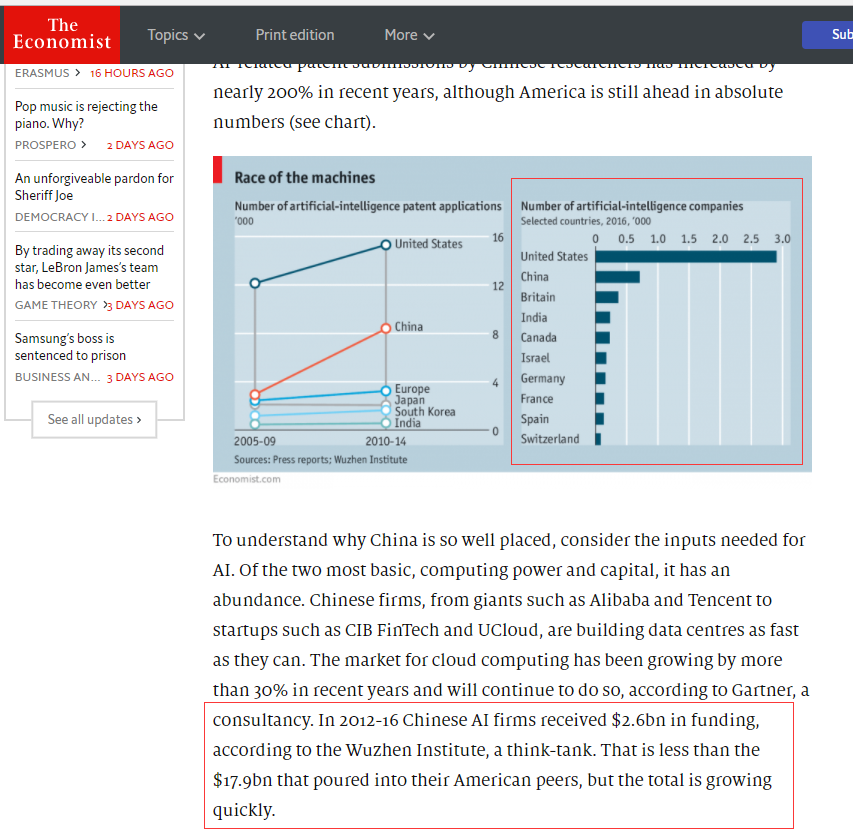 The
Economist
Topics
Print edition
More
Sub
ERASMUS > 16 HOURS AGO
Pop music is rejecting the
piano. Why?
PROSPERO > 2 DAYS AGO
An unforgiveable pardon for
Sheriff Joe
DEMOCRACY I... 2 DAYS AGO
By trading away its second
star, LeBron James's team
has become even better
GAME THEORY > 3 DAYS AGO
Samsung's boss is
sentenced to prison
BUSINESS AN... 3 DAYS AGO
See all updates >
AI-related patent submissions by Chinese researchers has increased by
nearly 200% in recent years, although America is still ahead in absolute
numbers (see chart).
Race of the machines
Number of artificial-intelligence patent applications
'000
16
United States
12
China
8
Europe
4
Japan
South Korea
India
0
2005-09 2010-14
Sources: Press reports; Wuzhen Institute
Number of artificial-intelligence companies
Selected countries, 2016, '000
0 0.5 1.0 1.5 2.0 2.5 3.0
United States
China
Britain
India
Canada
Israel
Germany
France
Spain
Switzerland
Economist.com
To understand why China is so well placed, consider the inputs needed for
AI. Of the two most basic, computing power and capital, it has an
abundance. Chinese firms, from giants such as Alibaba and Tencent to
startups such as CIB FinTech and UCloud, are building data centres as fast
as they can. The market for cloud computing has been growing by more
than 30% in recent years and will continue to do so, according to Gartner, a
consultancy. In 2012-16 Chinese AI firms received $2.6bn in funding,
according to the Wuzhen Institute, a think-tank. That is less than the
$17.9bn that poured into their American peers, but the total is growing
quickly.